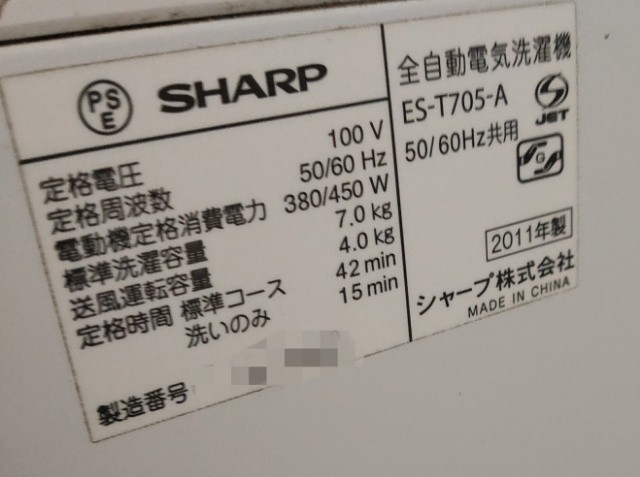 PSE SHARP
定格電圧 100 V
定格周波数 50/60 Hz
電動機定格消費電力 380/450 W
標準洗濯容量 7.0 kg
送風運転容量 4.0 kg
定格時間 標準コース 42 min
洗いのみ 15 min
製造番号
全自動電気洗濯機
ES-T705-A
JET
50/60Hz共用
G
2011年製
シャープ株式会社
MADE IN CHINA